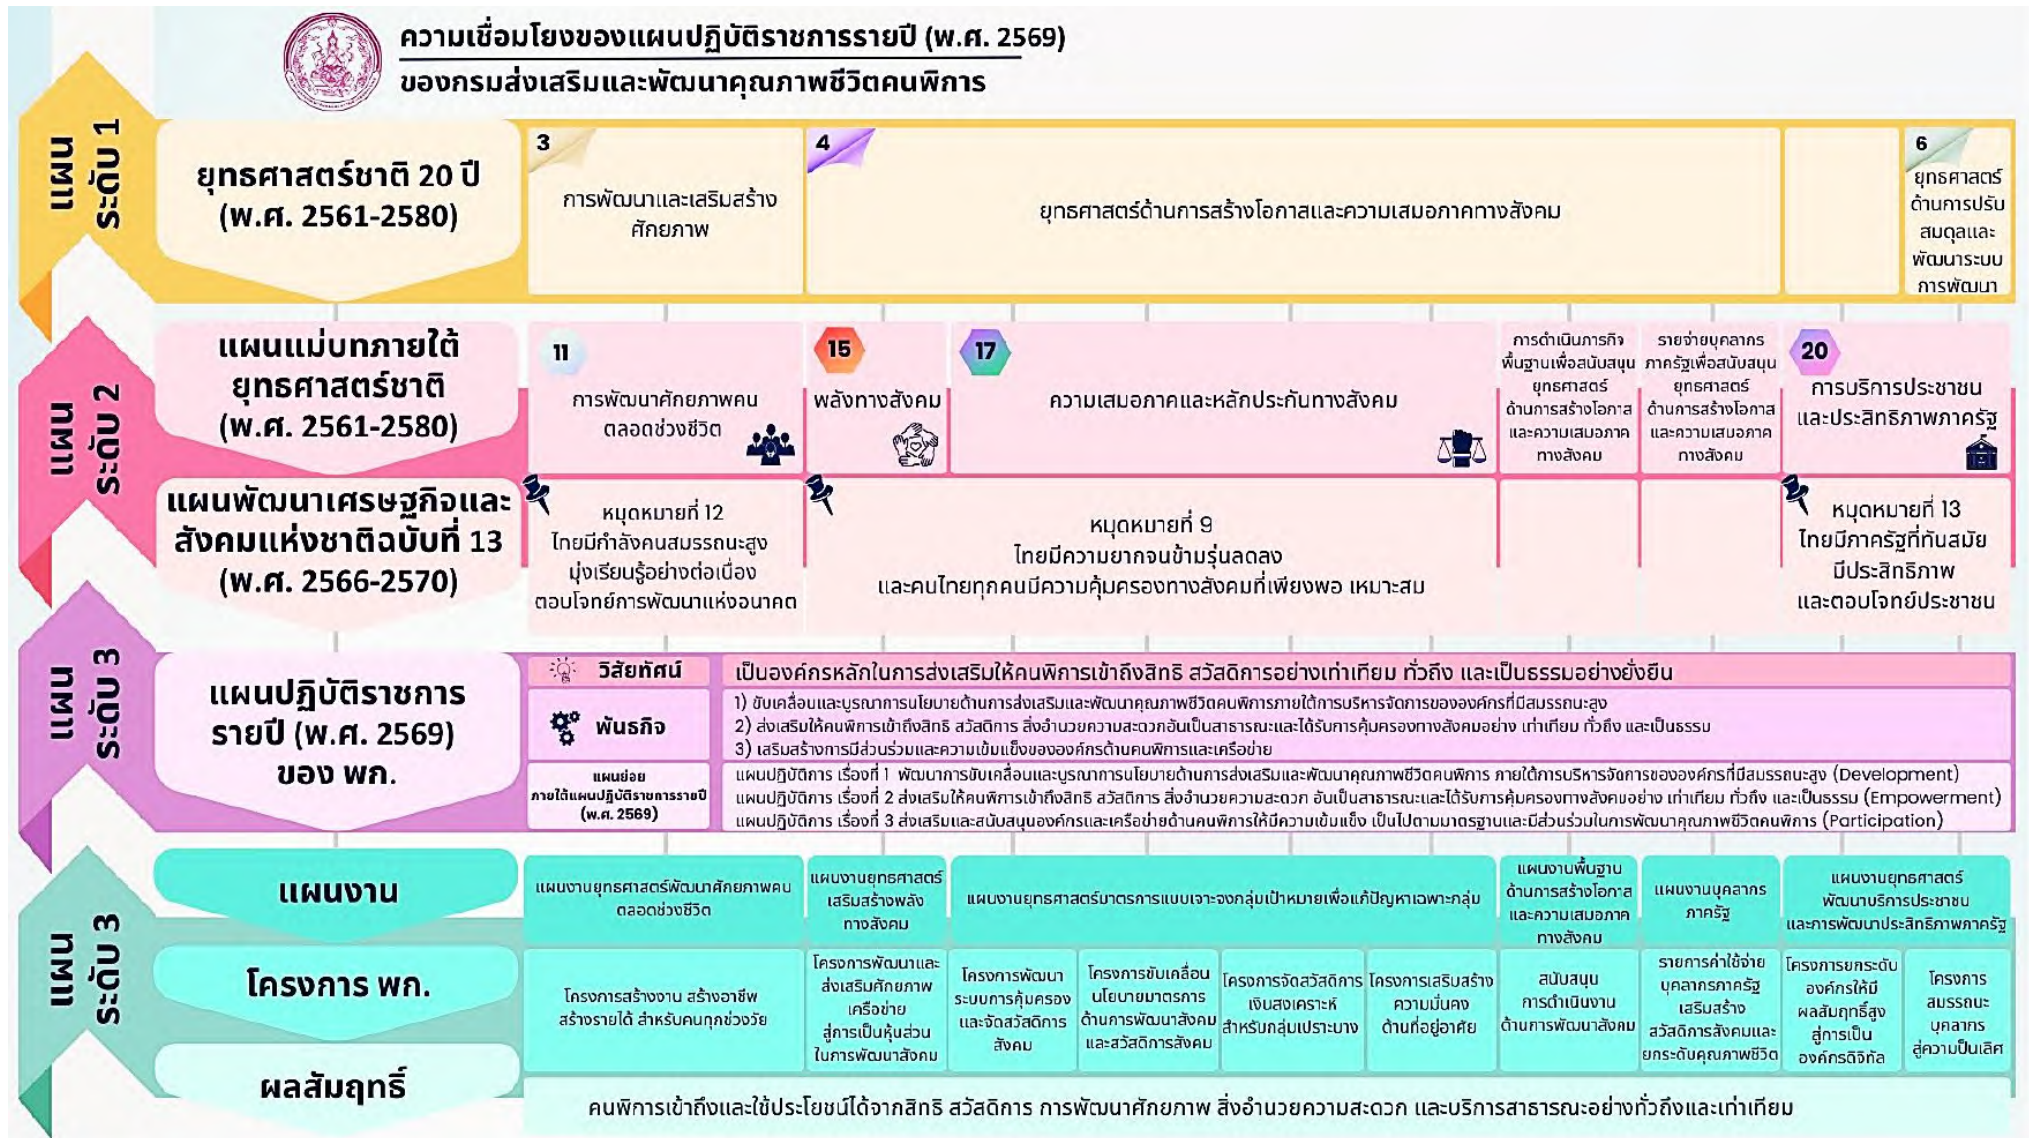 ความเชื่อมโยงของแผนปฏิบัติราชการรายปี (พ.ศ. 2569)
ของกรมส่งเสริมและพัฒนาคุณภาพชีวิตคนพิการ
แผน
ระดับ 1
ยุทธศาสตร์ชาติ 20 ปี
(พ.ศ. 2561-2580)
3
การพัฒนาและเสริมสร้าง
ศักยภาพ
4
ยุทธศาสตร์ด้านการสร้างโอกาสและความเสมอภาคทางสังคม
6
ยุทธศาสตร์
ด้านการปรับ
สมดุลและ
พัฒนาระบบ
การพัฒนา
แผน
ระดับ 2
แผนแม่บทภายใต้
ยุทธศาสตร์ชาติ
(พ.ศ. 2561-2580)
11
การพัฒนาศักยภาพคน
ตลอดช่วงชีวิต
15
พลังทางสังคม
17
ความเสมอภาคและหลักประกันทางสังคม
การดำเนินภารกิจ
พื้นฐานเพื่อสนับสนุน
ยุทธศาสตร์
ด้านการสร้างโอกาส
และความเสมอภาค
ทางสังคม
รายจ่ายบุคลากร
ภาครัฐเพื่อสนับสนุน
ยุทธศาสตร์
ด้านการสร้างโอกาส
และความเสมอภาค
ทางสังคม
20
การบริการประชาชน
และประสิทธิภาพภาครัฐ
แผนพัฒนาเศรษฐกิจและ
สังคมแห่งชาติฉบับที่ 13
(พ.ศ. 2566-2570)
หมุดหมายที่ 12
ไทยมีกำลังคนสมรรถนะสูง
มุ่งเรียนรู้อย่างต่อเนื่อง
ตอบโจทย์การพัฒนาแห่งอนาคต
หมุดหมายที่ 9
ไทยมีความยากจนข้ามรุ่นลดลง
และคนไทยทุกคนมีความคุ้มครองทางสังคมที่เพียงพอ เหมาะสม
หมุดหมายที่ 13
ไทยมีภาครัฐที่ทันสมัย
มีประสิทธิภาพ
และตอบโจทย์ประชาชน
แผน
ระดับ 3
แผนปฏิบัติราชการ
รายปี (พ.ศ. 2569)
ของ พก.
วิสัยทัศน์
เป็นองค์กรหลักในการส่งเสริมให้คนพิการเข้าถึงสิทธิ สวัสดิการอย่างเท่าเทียม ทั่วถึง และเป็นธรรมอย่างยั่งยืน
พันธกิจ
1) ขับเคลื่อนและบูรณาการนโยบายด้านการส่งเสริมและพัฒนาคุณภาพชีวิตคนพิการภายใต้การบริหารจัดการขององค์กรที่มีสมรรถนะสูง
2) ส่งเสริมให้คนพิการเข้าถึงสิทธิ สวัสดิการ สิ่งอำนวยความสะดวกอันเป็นสาธารณะและได้รับการคุ้มครองทางสังคมอย่าง เท่าเทียม ทั่วถึง และเป็นธรรม
3) เสริมสร้างการมีส่วนร่วมและความเข้มแข็งขององค์กรด้านคนพิการและเครือข่าย
แผนย่อย
ภายใต้แผนปฏิบัติราชการรายปี
(พ.ศ. 2569)
แผนปฏิบัติการ เรื่องที่ 1 พัฒนาการขับเคลื่อนและบูรณาการนโยบายด้านการส่งเสริมและพัฒนาคุณภาพชีวิตคนพิการ ภายใต้การบริหารจัดการขององค์กรที่มีสมรรถนะสูง (Development)
แผนปฏิบัติการ เรื่องที่ 2 ส่งเสริมให้คนพิการเข้าถึงสิทธิ สวัสดิการ สิ่งอำนวยความสะดวก อันเป็นสาธารณะและได้รับการคุ้มครองทางสังคมอย่าง เท่าเทียม ทั่วถึง และเป็นธรรม (Empowerment)
แผนปฏิบัติการ เรื่องที่ 3 ส่งเสริมและสนับสนุนองค์กรและเครือข่ายด้านคนพิการให้มีความเข้มแข็ง เป็นไปตามมาตรฐานและมีส่วนร่วมในการพัฒนาคุณภาพชีวิตคนพิการ (Participation)
แผน
ระดับ 3
แผนงาน
แผนงานยุทธศาสตร์พัฒนาศักยภาพคน
ตลอดช่วงชีวิต
แผนงานยุทธศาสตร์
เสริมสร้างพลัง
ทางสังคม
แผนงานยุทธศาสตร์มาตรการแบบเจาะจงกลุ่มเป้าหมายเพื่อแก้ปัญหาเฉพาะกลุ่ม
แผนงานพื้นฐาน
ด้านการสร้างโอกาส
และความเสมอภาค
ทางสังคม
แผนงานบุคลากร
ภาครัฐ
แผนงานยุทธศาสตร์
พัฒนาบริการประชาชน
และการพัฒนาประสิทธิภาพภาครัฐ
โครงการ พก.
โครงการสร้างงาน สร้างอาชีพ
สร้างรายได้ สำหรับคนทุกช่วงวัย
โครงการพัฒนาและ
ส่งเสริมศักยภาพ
เครือข่าย
สู่การเป็นหุ้นส่วน
ในการพัฒนาสังคม
โครงการพัฒนา
ระบบการคุ้มครอง
และจัดสวัสดิการ
สังคม
โครงการขับเคลื่อน
นโยบายมาตรการ
ด้านการพัฒนาสังคม
และสวัสดิการสังคม
โครงการจัดสวัสดิการ
เงินสงเคราะห์
สำหรับกลุ่มเปราะบาง
โครงการเสริมสร้าง
ความมั่นคง
ด้านที่อยู่อาศัย
สนับสนุน
การดำเนินงาน
ด้านการพัฒนาสังคม
รายการค่าใช้จ่าย
บุคลากรภาครัฐ
เสริมสร้าง
สวัสดิการสังคมและ
ยกระดับคุณภาพชีวิต
โครงการยกระดับ
องค์กรให้มี
ผลสัมฤทธิ์สูง
สู่การเป็น
องค์กรดิจิทัล
โครงการ
สมรรถนะ
บุคลากร
สู่ความเป็นเลิศ
ผลสัมฤทธิ์
คนพิการเข้าถึงและใช้ประโยชน์ได้จากสิทธิ สวัสดิการ การพัฒนาศักยภาพ สิ่งอำนวยความสะดวก และบริการสาธารณะอย่างทั่วถึงและเท่าเทียม